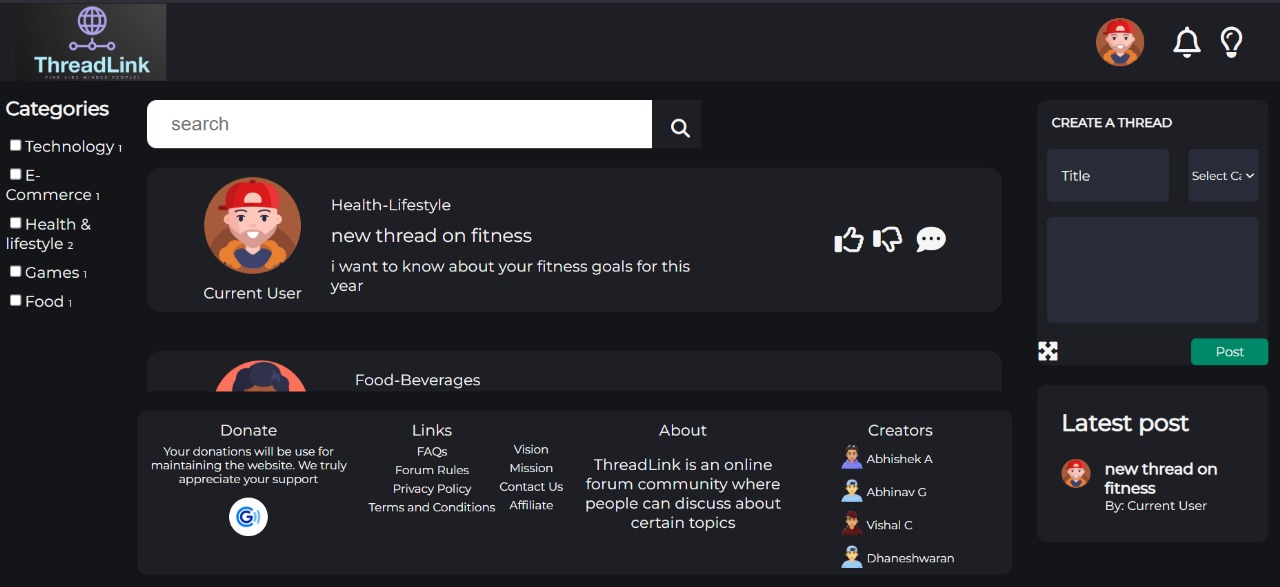 ThreadLink
FIND LIKE MINDED PEOPLE!
Categories
Technology 1
E-
Commerce 1
Health &
lifestyle 2
Games 1
Food 1
search
Health-Lifestyle
new thread on fitness
i want to know about your fitness goals for this
year
Current User
Food-Beverages
CREATE A THREAD
Title
Select Ca
Post
Latest post
new thread on
fitness
By: Current User
Donate
Your donations will be use for
maintaining the website. We truly
appreciate your support
Links
FAQs
Forum Rules
Privacy Policy
Terms and Conditions
Vision
Mission
Contact Us
Affiliate
About
ThreadLink is an online
forum community where
people can discuss about
certain topics
Creators
Abhishek A
Abhinav G
Vishal C
Dhaneshwaran